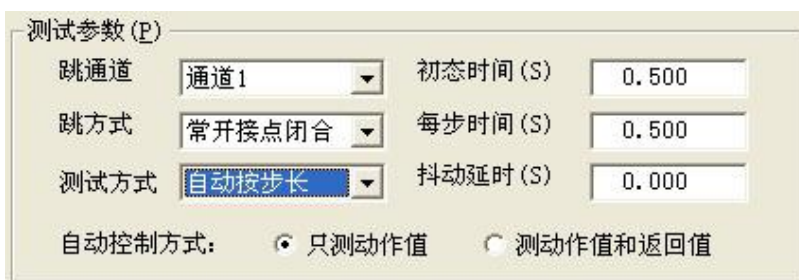 测试参数(P)
跳通道 通道1 初态时间(S) 0.500
跳方式 常开接点闭合 每步时间(S) 0.500
测试方式 自动按步长 抖动延时(S) 0.000
自动控制方式: 只测动作值 测动作值和返回值